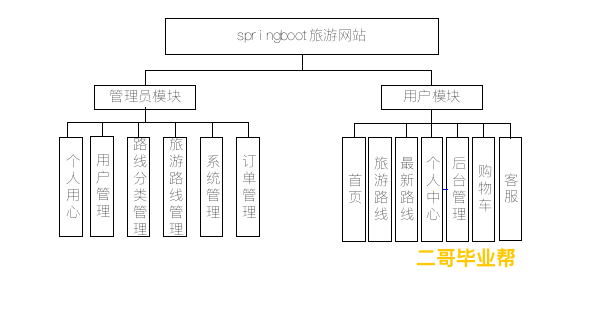 springboot旅游网站
管理员模块
用户模块
个人用心
用户管理
路线分类管理
旅游路线管理
系统管理
订单管理
首页
旅游路线
最新路线
个人中心
后台管理
购物车
客服
二哥毕业帮